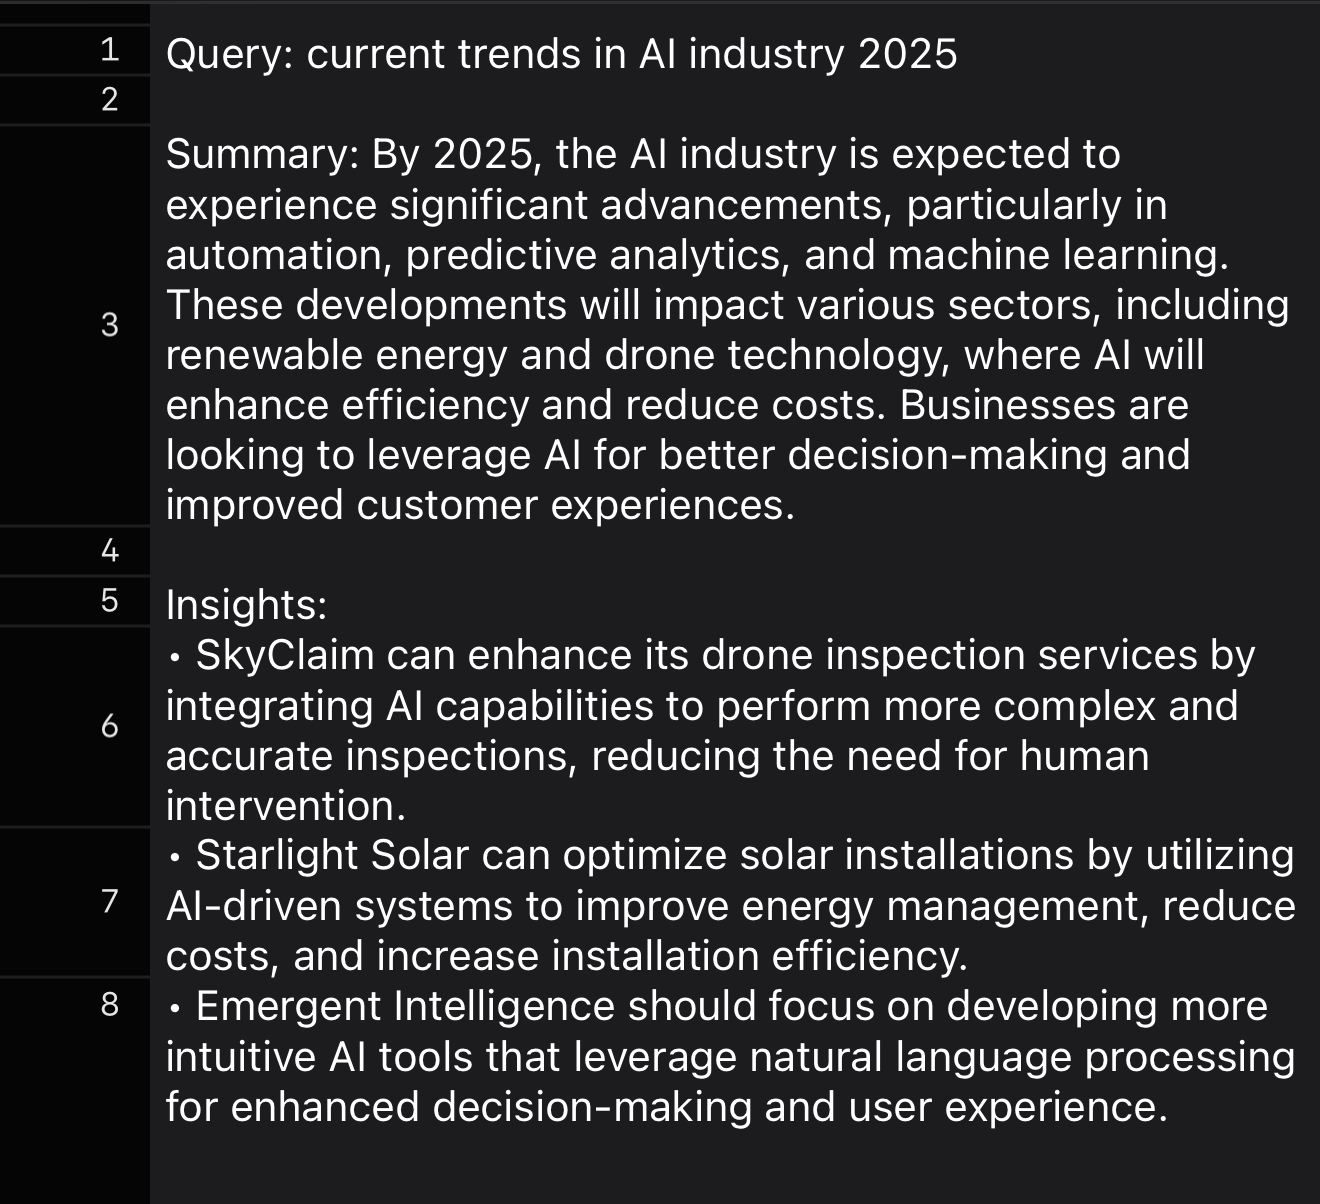 1 Query: current trends in AI industry 2025
2
Summary: By 2025, the AI industry is expected to
experience significant advancements, particularly in
automation, predictive analytics, and machine learning.
These developments will impact various sectors, including
3
renewable energy and drone technology, where AI will
enhance efficiency and reduce costs. Businesses are
looking to leverage AI for better decision-making and
improved customer experiences.
4
5 Insights:
• SkyClaim can enhance its drone inspection services by
integrating AI capabilities to perform more complex and
6
accurate inspections, reducing the need for human
intervention.
• Starlight Solar can optimize solar installations by utilizing
7 AI-driven systems to improve energy management, reduce
costs, and increase installation efficiency.
8 • Emergent Intelligence should focus on developing more
intuitive AI tools that leverage natural language processing
for enhanced decision-making and user experience.